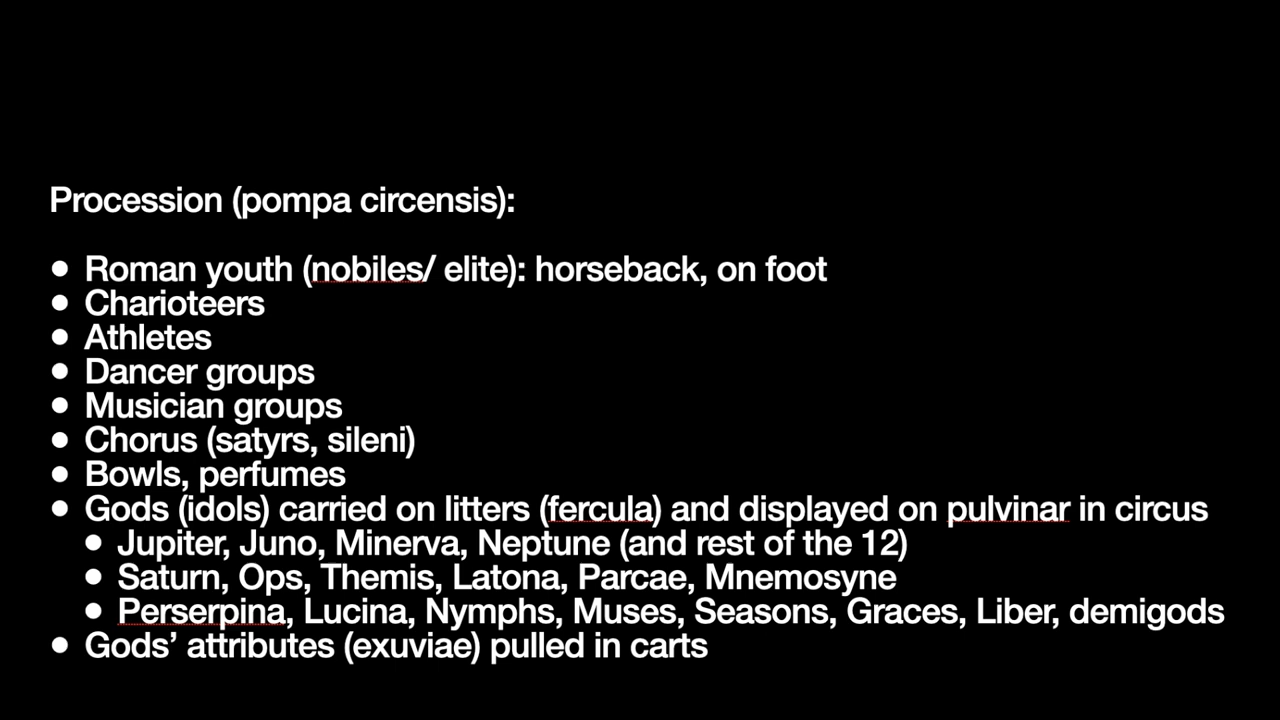 Procession (pompa circensis):
• Roman youth (nobiles/ elite): horseback, on foot
• Charioteers
• Athletes
• Dancer groups
• Musician groups
• Chorus (satyrs, sileni)
• Bowls, perfumes
• Gods (idols) carried on litters (fercula) and displayed on pulvinar in circus
• Jupiter, Juno, Minerva, Neptune (and rest of the 12)
• Saturn, Ops, Themis, Latona, Parcae, Mnemosyne
• Perserpina, Lucina, Nymphs, Muses, Seasons, Graces, Liber, demigods
• Gods’ attributes (exuviae) pulled in carts